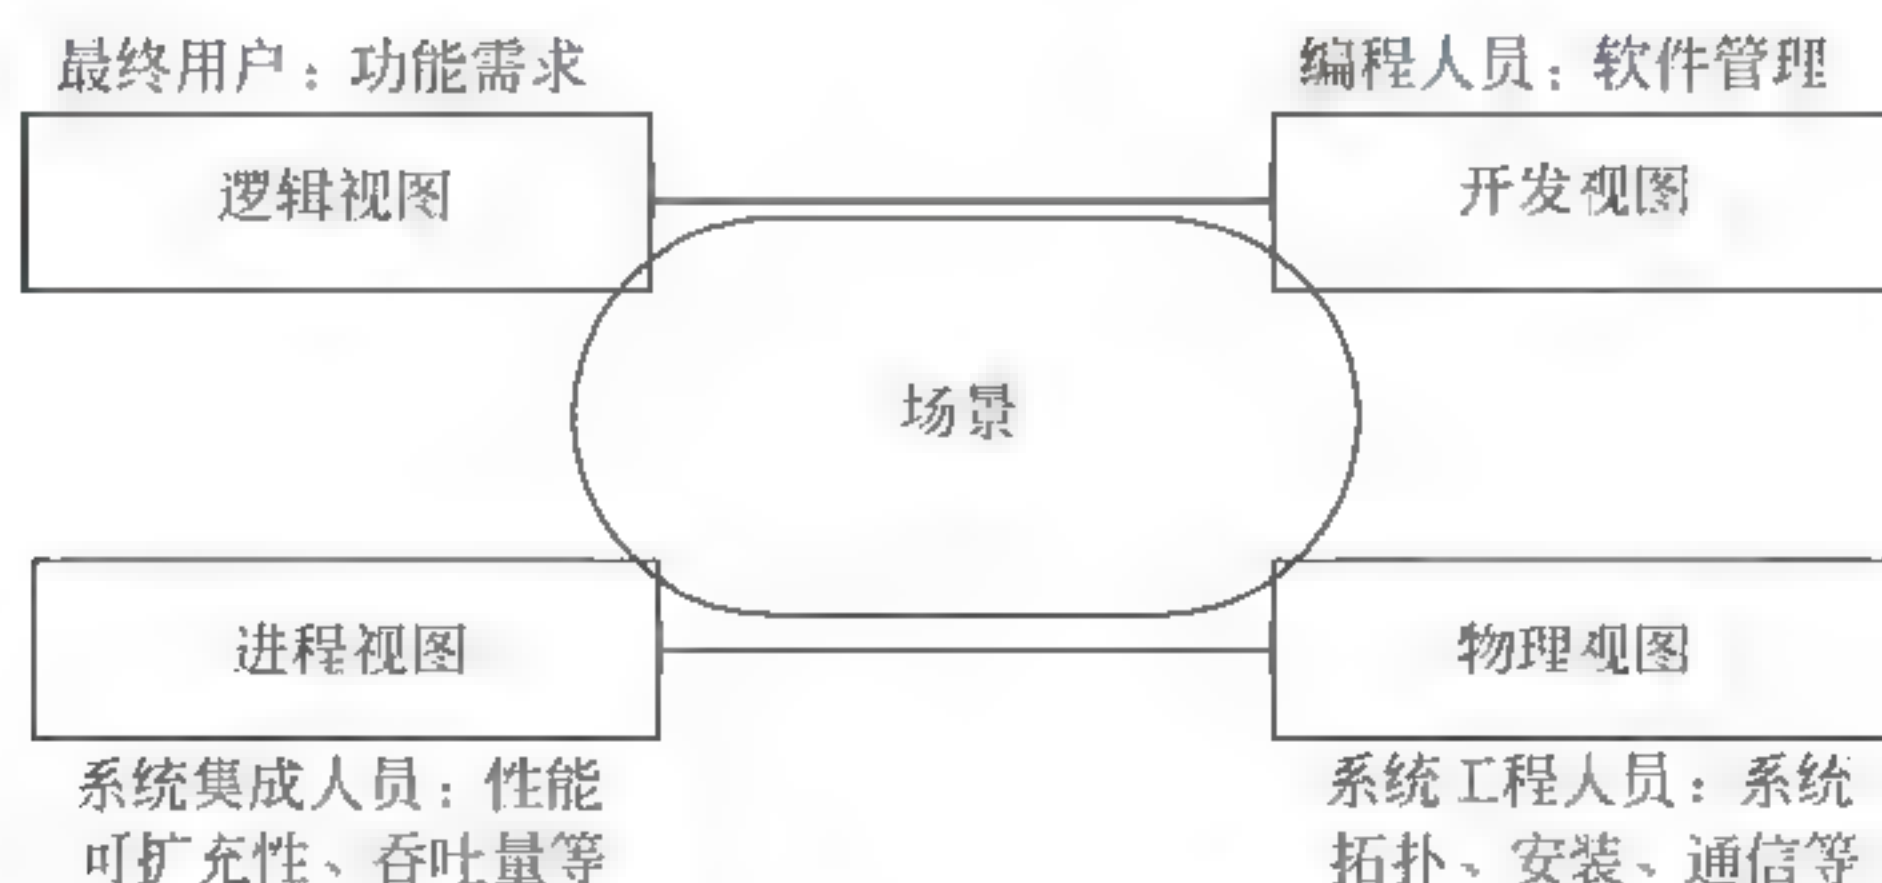 最终用户：功能需求
编程人员：软件管理
逻辑视图
开发视图
场景
进程视图
物理视图
系统集成人员：性能
可扩充性、吞吐量等
系统工程人员：系统
拓扑、安装、通信等